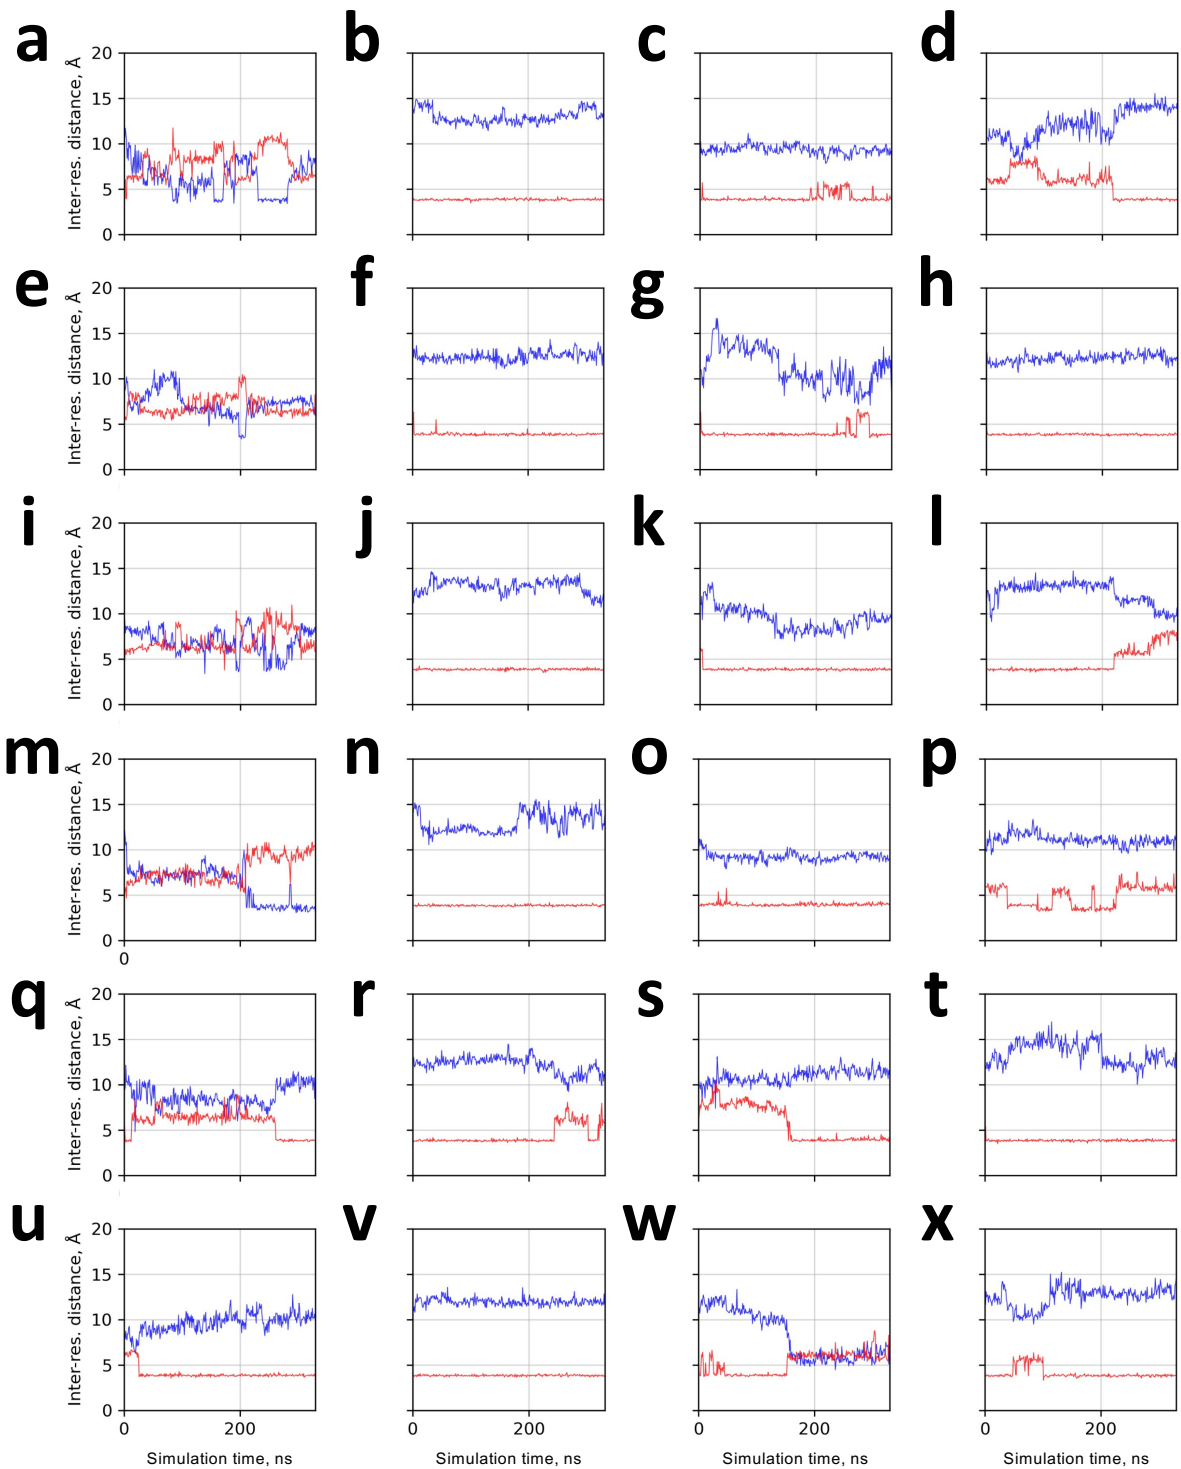 a b c d
20
15
10
5
0
Inter-res. distance, Å
e f g h
20
15
10
5
0
Inter-res. distance, Å
i j k l
20
15
10
5
0
Inter-res. distance, Å
m n o p
20
15
10
5
0
Inter-res. distance, Å
0
q r s t
20
15
10
5
0
Inter-res. distance, Å
u v w x
20
15
10
5
0
Inter-res. distance, Å
0 200 0 200 0 200 0 200
Simulation time, ns Simulation time, ns Simulation time, ns Simulation time, ns